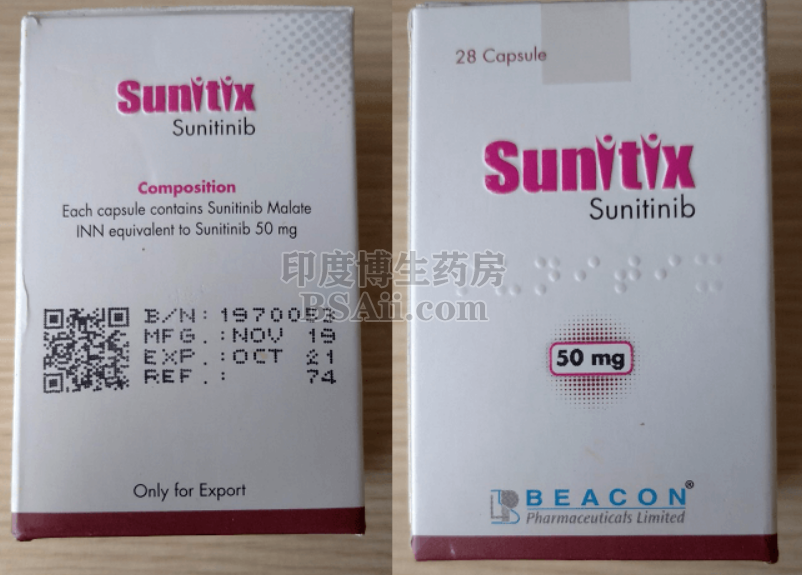 Sunitix
Sunitinib
Composition
Each capsule contains Sunitinib Malate
INN equivalent to Sunitinib 50 mg
B/N: 1970053
MFG.:NOV 19
EXP.:OCT 21
REF.: 74
Only for Export
28 Capsule
Sunitix
Sunitinib
50 mg
BEACON®
Pharmaceuticals Limited
印度博生药房
BSAii.com